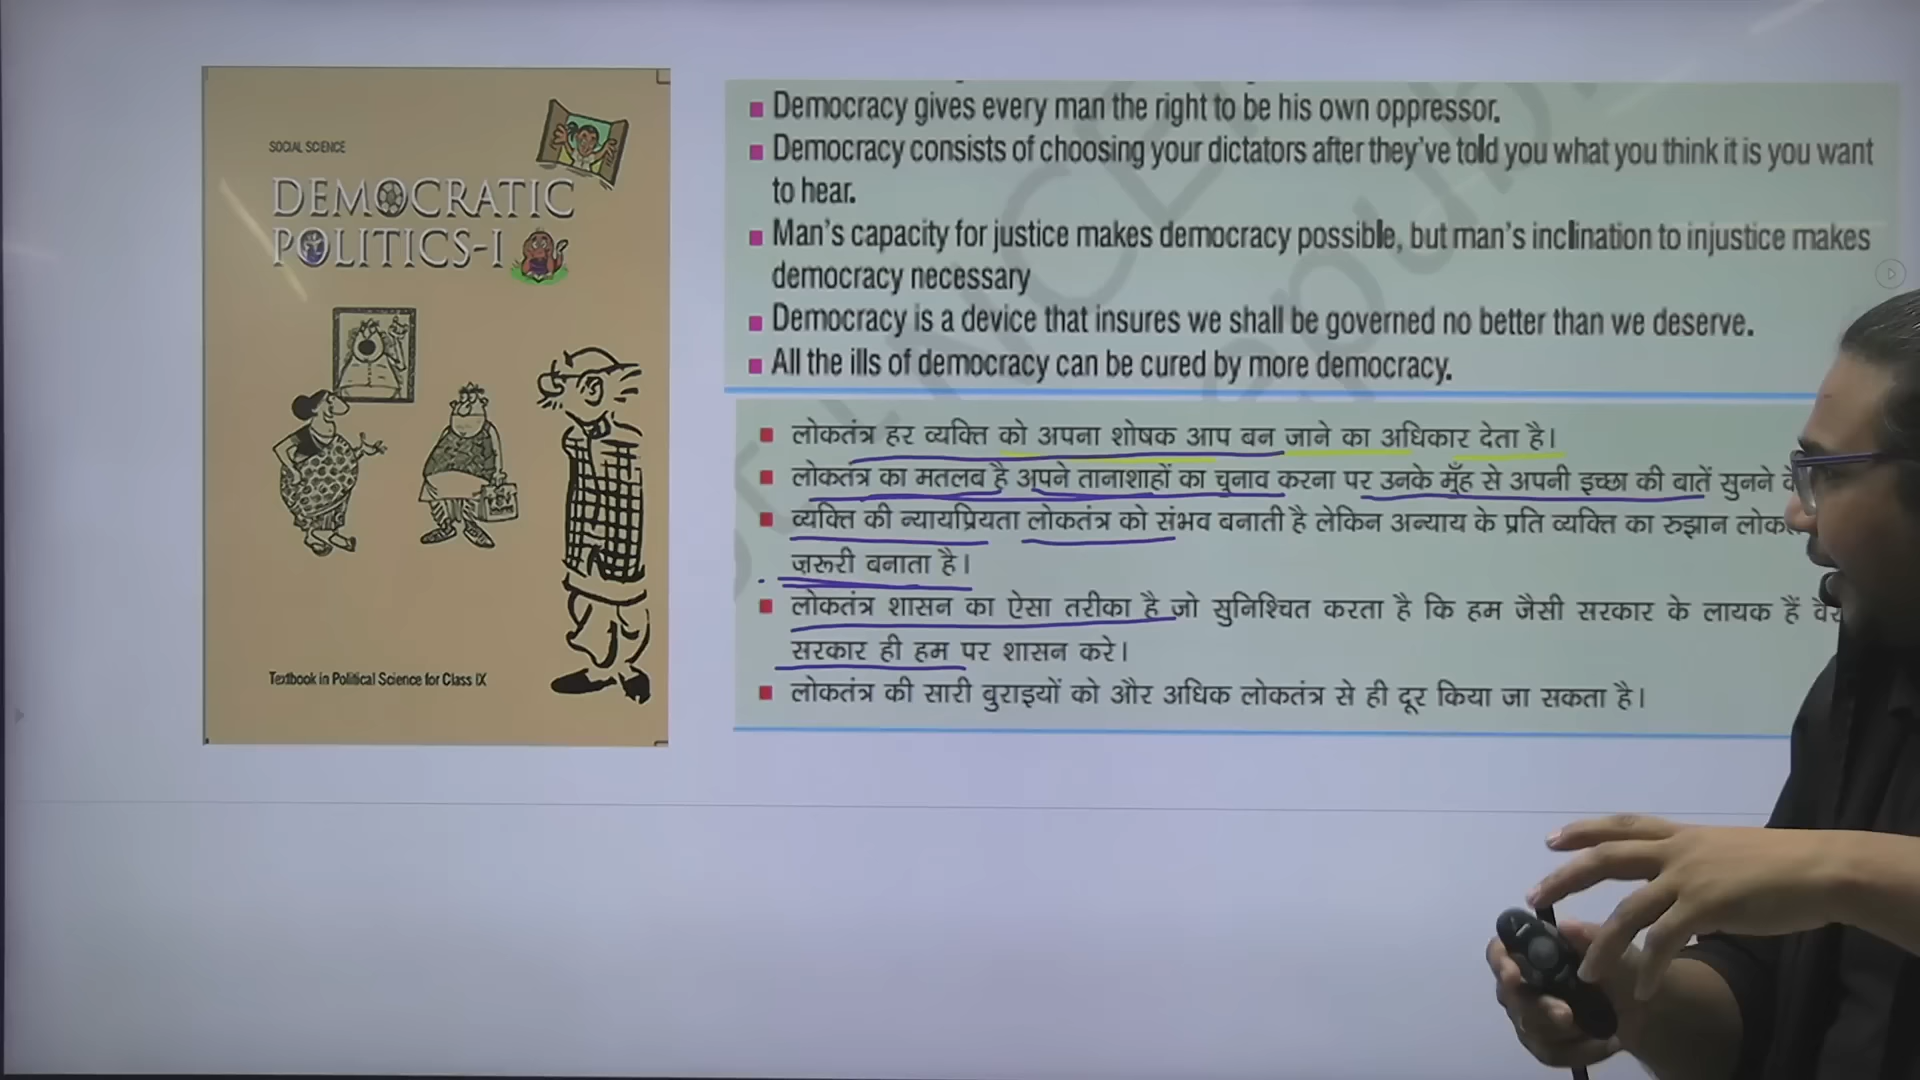 SOCIAL SCIENCE
DEMOCRATIC
POLITICS-I
Textbook in Political Science for Class IX
Democracy gives every man the right to be his own oppressor.
Democracy consists of choosing your dictators after they've told you what you think it is you want
to hear.
Man's capacity for justice makes democracy possible, but man's inclination to injustice makes
democracy necessary
Democracy is a device that insures we shall be governed no better than we deserve.
All the ills of democracy can be cured by more democracy.
लोकतंत्र हर व्यक्ति को अपना शोषक आप बन जाने का अधिकार देता है।
लोकतंत्र का मतलब है अपने तानाशाहों का चुनाव करना पर उनके मुँह से अपनी इच्छा की बातें सुनने
व्यक्ति की न्यायप्रियता लोकतंत्र को संभव बनाती है लेकिन अन्याय के प्रति व्यक्ति का रुझान
ज़रूरी बनाता है।
लोकतंत्र शासन का ऐसा तरीका है जो सुनिश्चित करता है कि हम जैसी सरकार के लायक हैं
सरकार ही हम पर शासन करे।
लोकतंत्र की सारी बुराइयों को और अधिक लोकतंत्र से ही दूर किया जा सकता है।